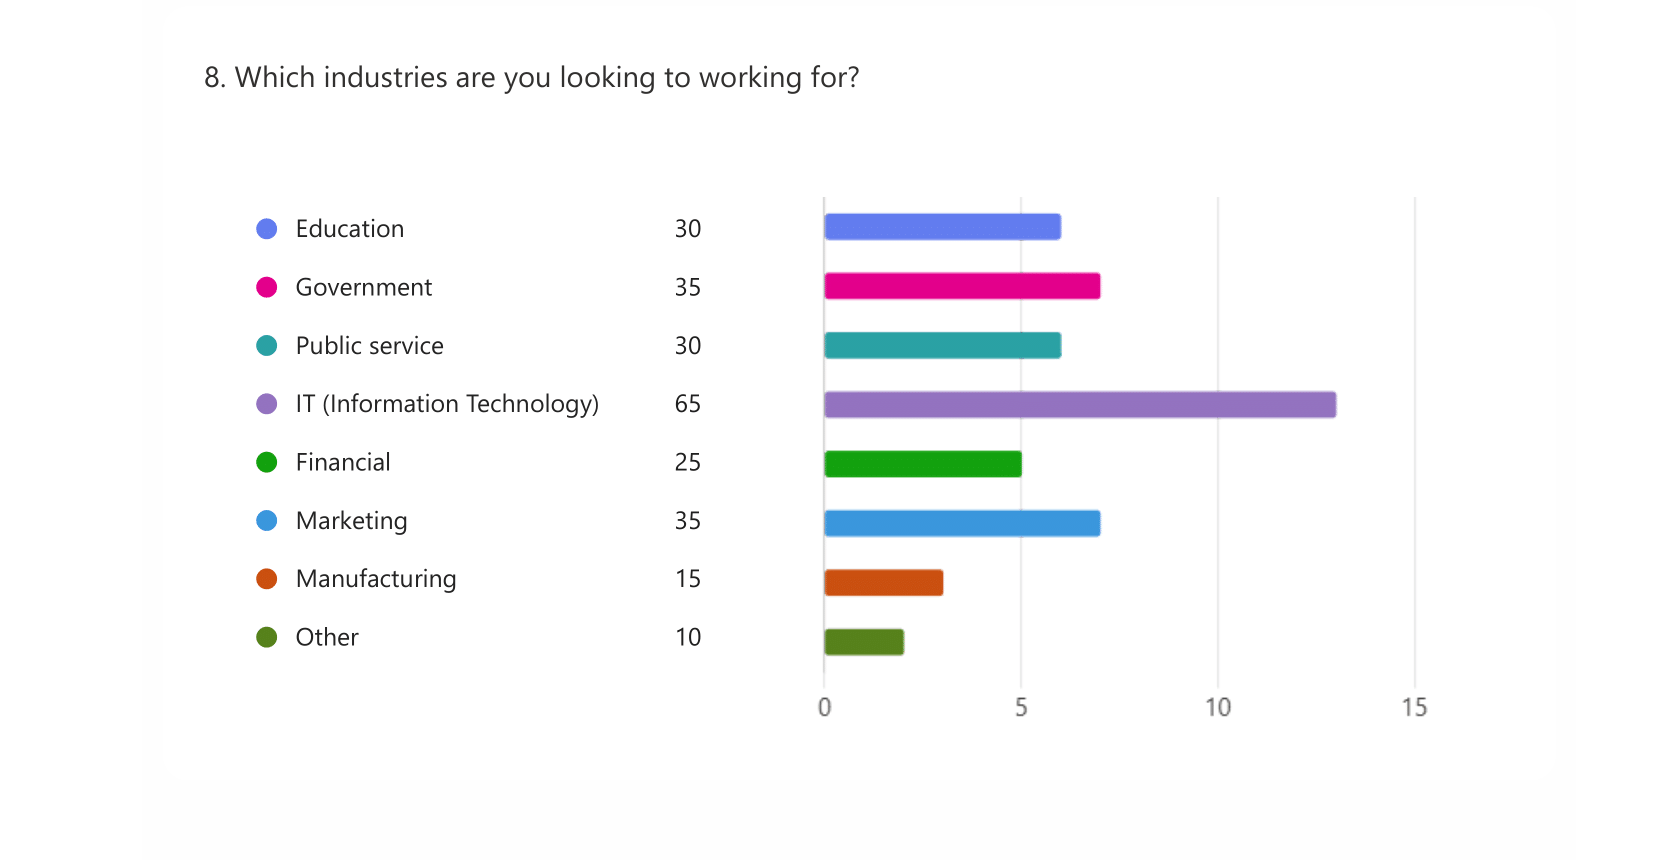 8. Which industries are you looking to working for?
Education 30
Government 35
Public service 30
IT (Information Technology) 65
Financial 25
Marketing 35
Manufacturing 15
Other 10
0 5 10 15